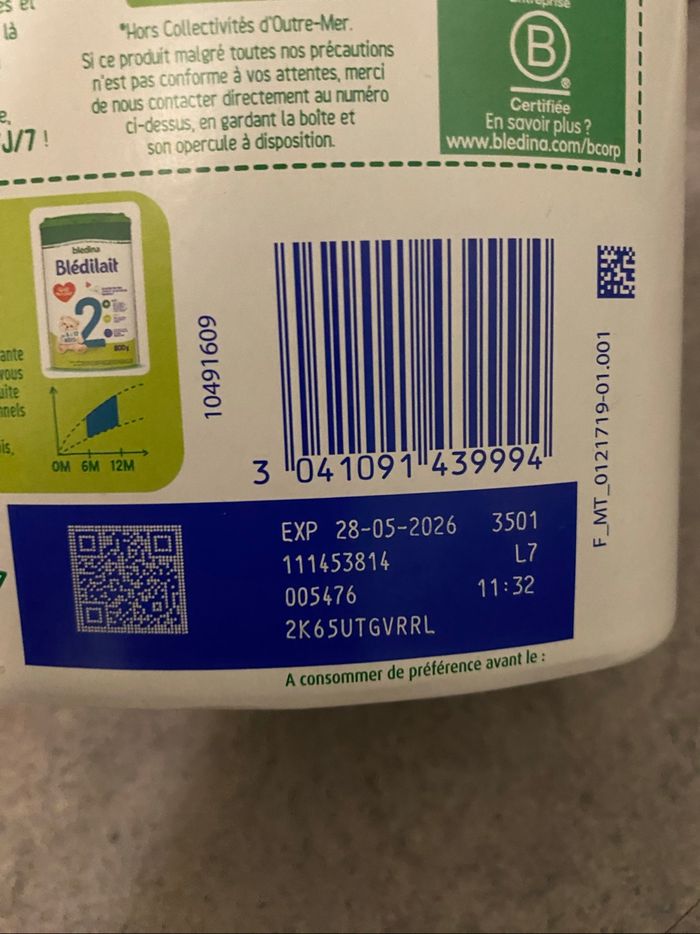 là
*Hors Collectivités d'Outre-Mer.
Si ce produit malgré toutes nos précautions
n'est pas conforme à vos attentes, merci
de nous contacter directement au numéro
ci-dessus, en gardant la boîte et
son opercule à disposition.
J/7 !
Entreprise
B
®
Certifiée
En savoir plus ?
www.bledina.com/bcorp
bledina
Blédilait
2
800g
0M 6M 12M
10491609
3 041091 439994
F_MT_0121719-01.001
EXP 28-05-2026 3501
111453814 L7
005476 11:32
2K65UTGVRRL
A consommer de préférence avant le :